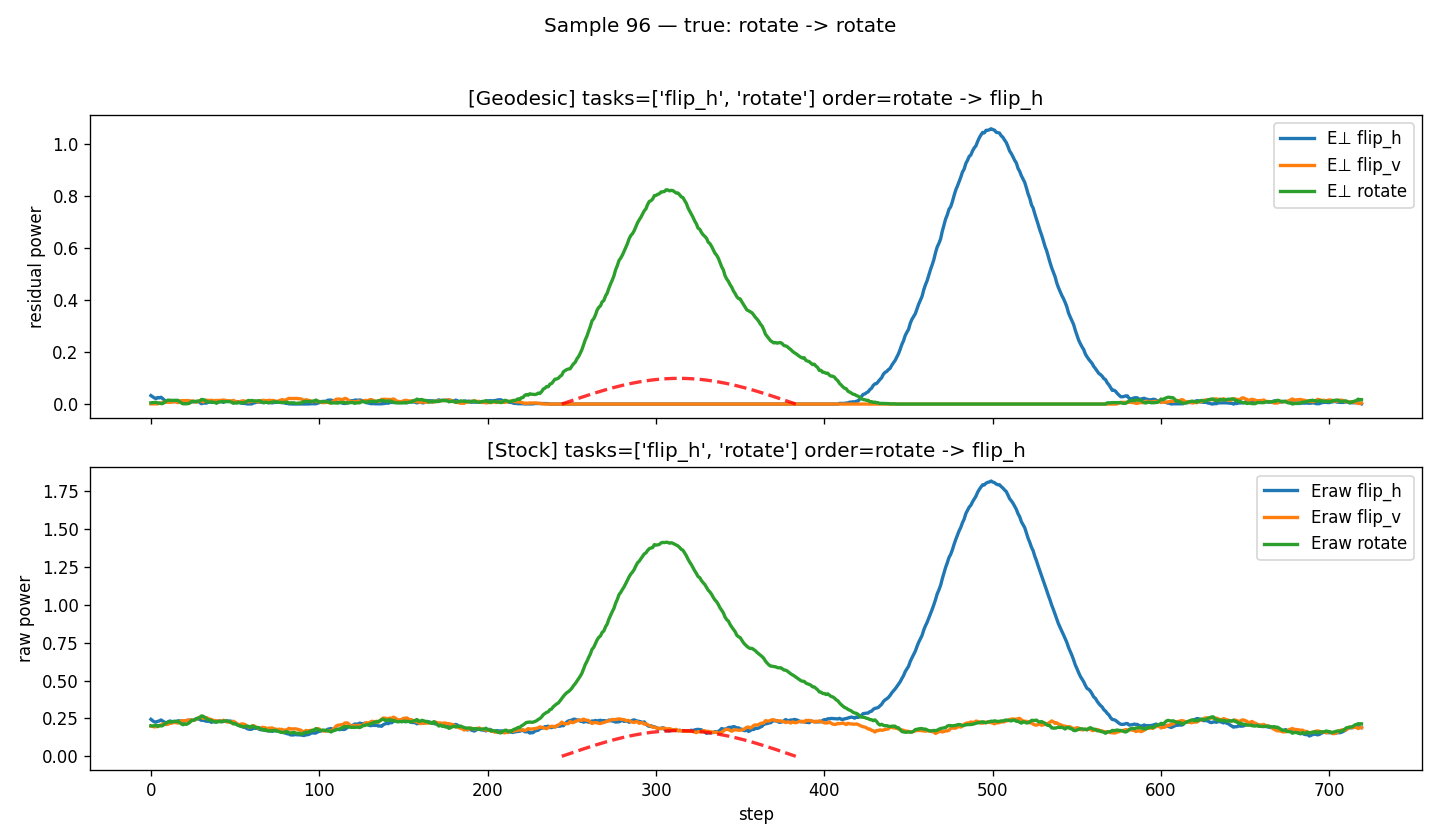 Sample 96 — true: rotate -> rotate
[Geodesic] tasks=['flip_h', 'rotate'] order=rotate -> flip_h
1.0
0.8
0.6
0.4
0.2
0.0
residual power
E⊥ flip_h
E⊥ flip_v
E⊥ rotate
[Stock] tasks=['flip_h', 'rotate'] order=rotate -> flip_h
1.75
1.50
1.25
1.00
0.75
0.50
0.25
0.00
raw power
Eraw flip_h
Eraw flip_v
Eraw rotate
0 100 200 300 400 500 600 700
step